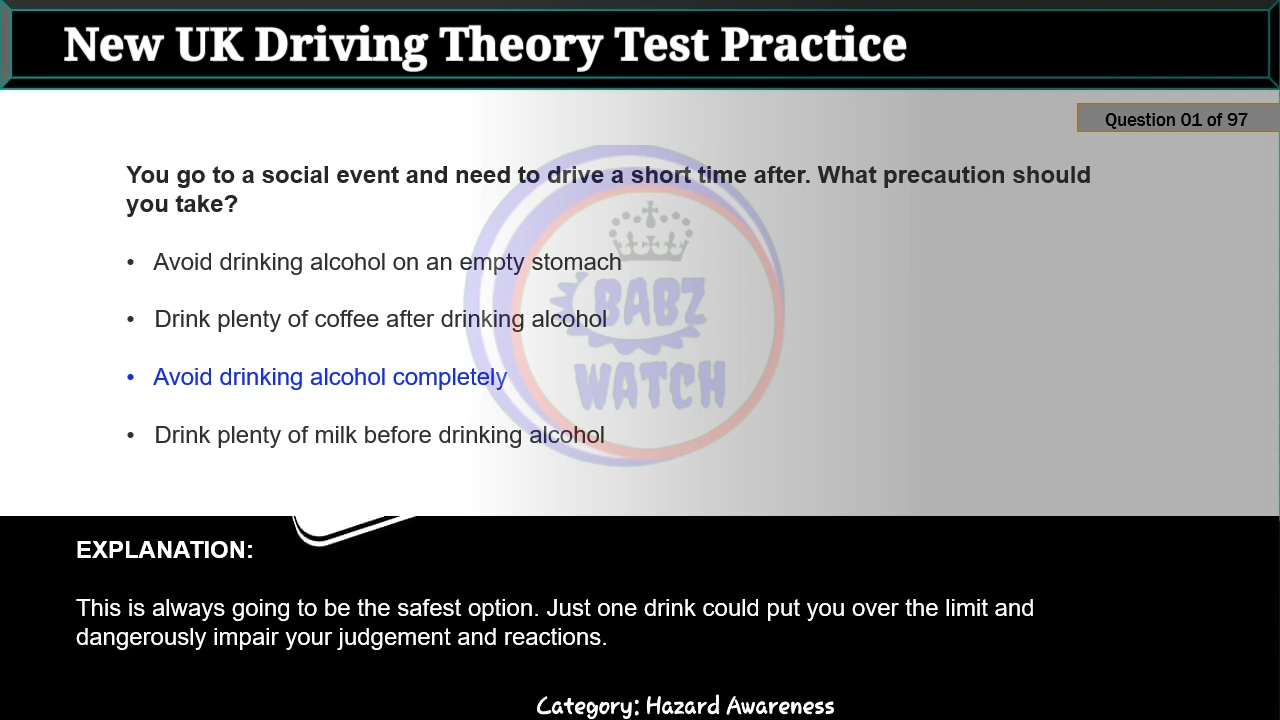 New UK Driving Theory Test Practice
Question 01 of 97
You go to a social event and need to drive a short time after. What precaution should
you take?
• Avoid drinking alcohol on an empty stomach
• Drink plenty of coffee after drinking alcohol
• Avoid drinking alcohol completely
• Drink plenty of milk before drinking alcohol
BABZ
WATCH
EXPLANATION:
This is always going to be the safest option. Just one drink could put you over the limit and
dangerously impair your judgement and reactions.
Category: Hazard Awareness